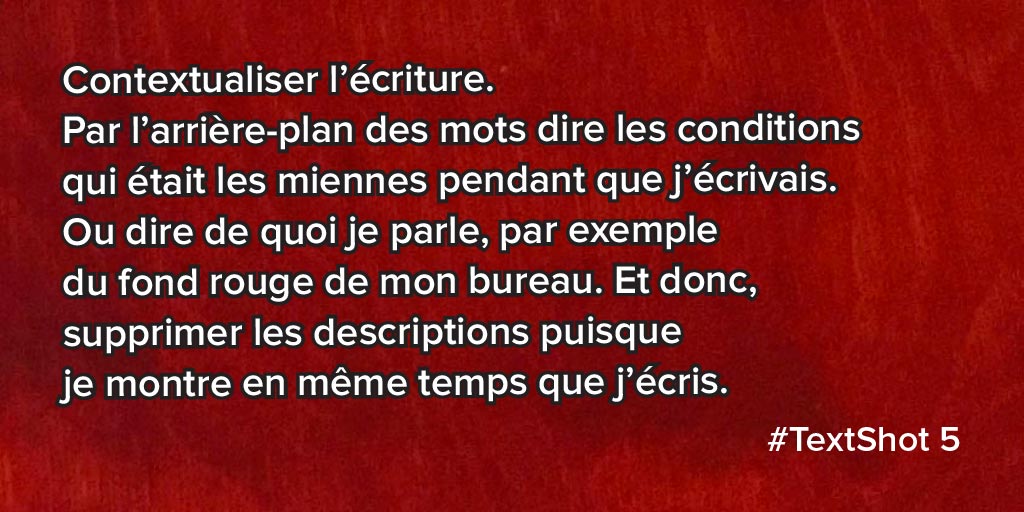 Contextualiser l’écriture.
Par l’arrière-plan des mots dire les conditions
qui était les miennes pendant que j’écrivais.
Ou dire de quoi je parle, par exemple
du fond rouge de mon bureau. Et donc,
supprimer les descriptions puisque
je montre en même temps que j’écris.
#TextShot 5